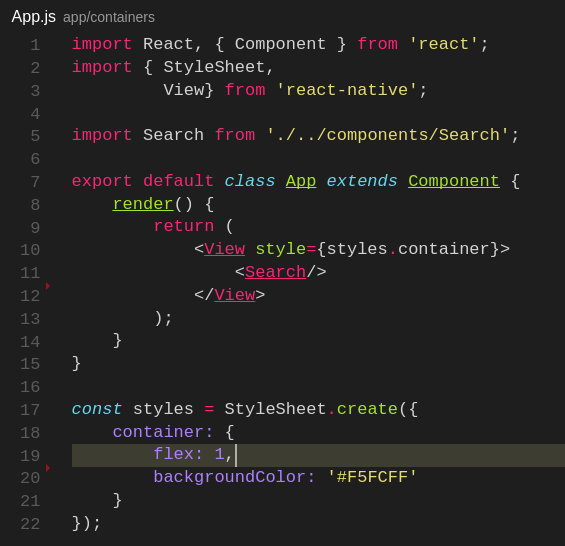 App.js app/containers
1 import React, { Component } from 'react';
2 import { StyleSheet,
3          View} from 'react-native';
4
5 import Search from './../components/Search';
6
7 export default class App extends Component {
8     render() {
9         return (
10             <View style={styles.container}>
11                 <Search/>
12             </View>
13         );
14     }
15 }
16
17 const styles = StyleSheet.create({
18     container: {
19         flex: 1,
20         backgroundColor: '#F5FCFF'
21     }
22 });